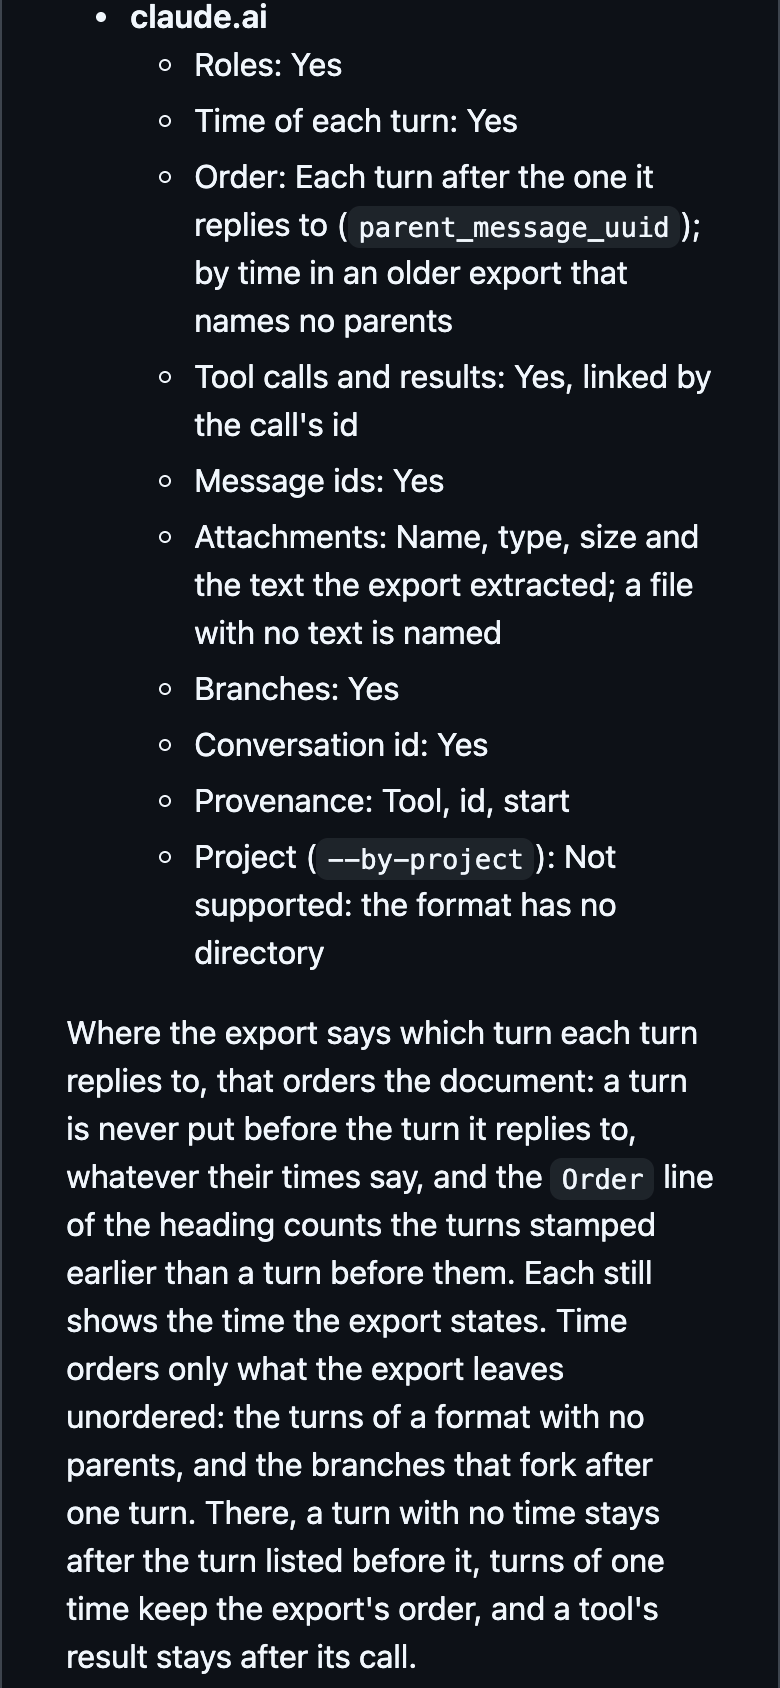 • claude.ai
◦ Roles: Yes
◦ Time of each turn: Yes
◦ Order: Each turn after the one it
replies to (parent_message_uuid);
by time in an older export that
names no parents
◦ Tool calls and results: Yes, linked by
the call's id
◦ Message ids: Yes
◦ Attachments: Name, type, size and
the text the export extracted; a file
with no text is named
◦ Branches: Yes
◦ Conversation id: Yes
◦ Provenance: Tool, id, start
◦ Project (--by-project): Not
supported: the format has no
directory
Where the export says which turn each turn
replies to, that orders the document: a turn
is never put before the turn it replies to,
whatever their times say, and the Order line
of the heading counts the turns stamped
earlier than a turn before them. Each still
shows the time the export states. Time
orders only what the export leaves
unordered: the turns of a format with no
parents, and the branches that fork after
one turn. There, a turn with no time stays
after the turn listed before it, turns of one
time keep the export's order, and a tool's
result stays after its call.